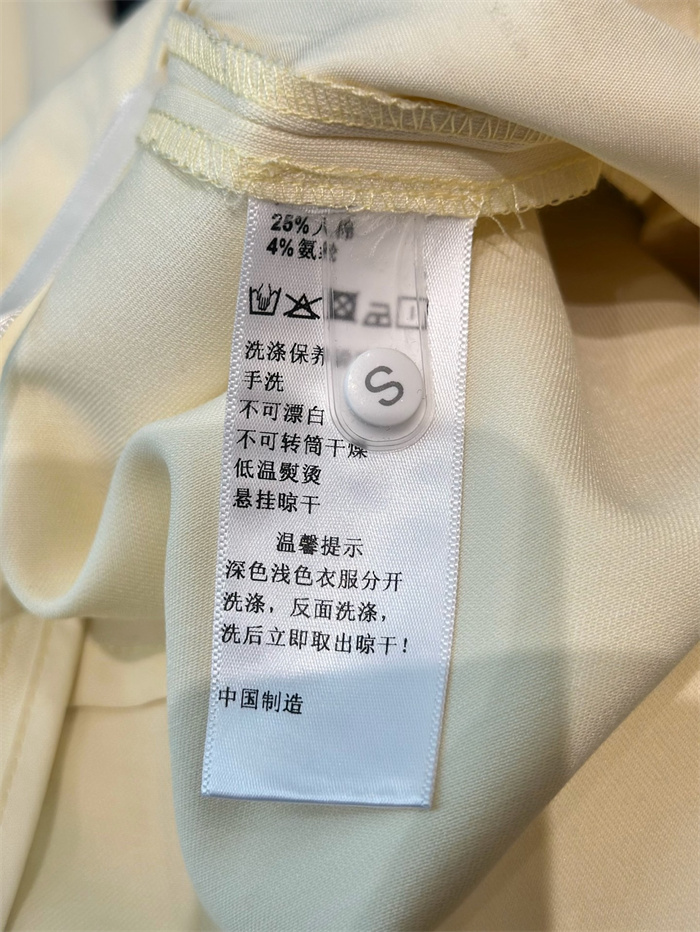 25%人棉
4%氨纶
洗涤保养
手洗
不可漂白
不可转筒干燥
低温熨烫
悬挂晾干
温馨提示
深色浅色衣服分开
洗涤，反面洗涤，
洗后立即取出晾干！
中国制造
S